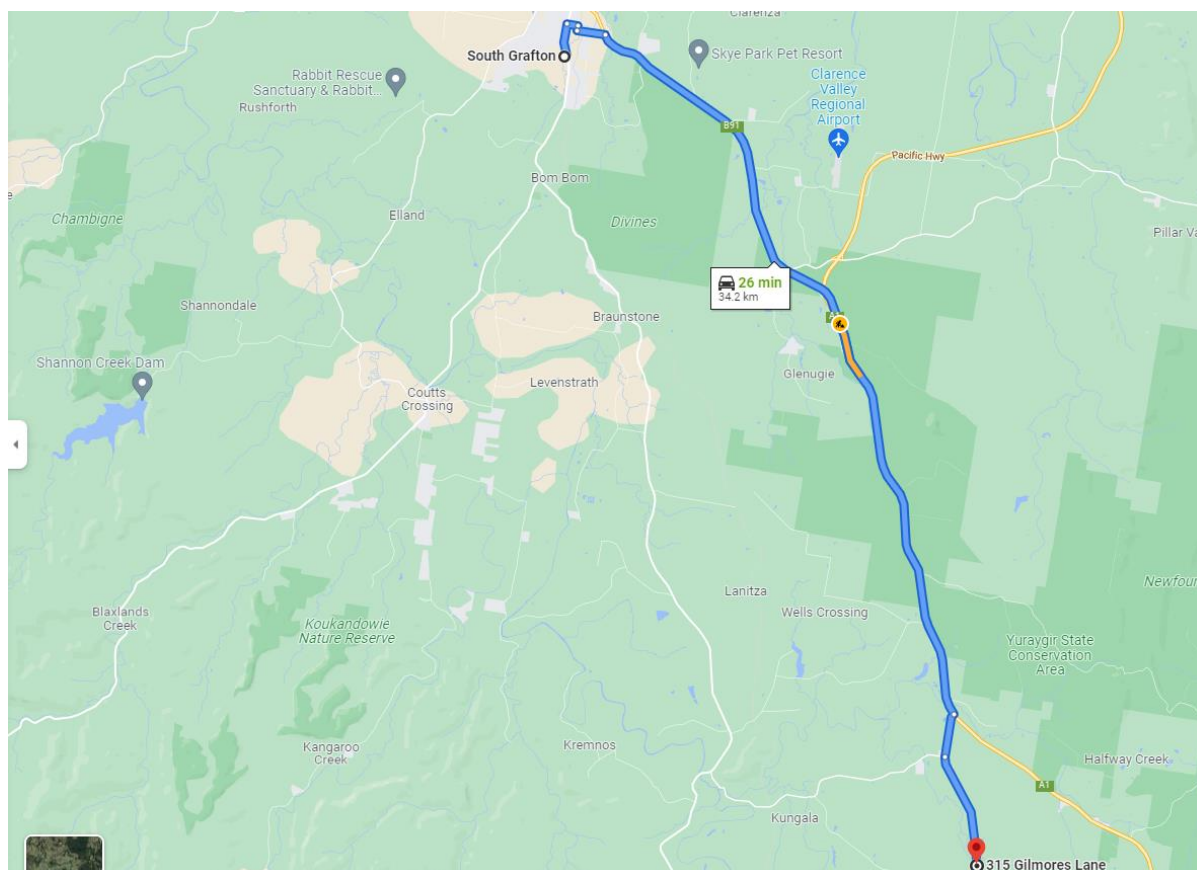 Clarenza
South Grafton
Skye Park Pet Resort
Rabbit Rescue
Sanctuary & Rabbit...
Rushforth
Clarence
Valley
Regional
Airport
B91
Pacific Hwy
Bom Bom
Chambigne
Elland
Divines
Pillar Va
26 min
34.2 km
Shannondale
Braunstone
A1
Shannon Creek Dam
Glenugie
Levenstrath
Coutts
Crossing
Lanitza
Newfour
Blaxlands
Creek
Koukandowie
Nature Reserve
Wells Crossing
Yuraygir State
Conservation
Area
Kangaroo
Creek
Kremnos
Halfway Creek
A1
Kungala
315 Gilmores Lane